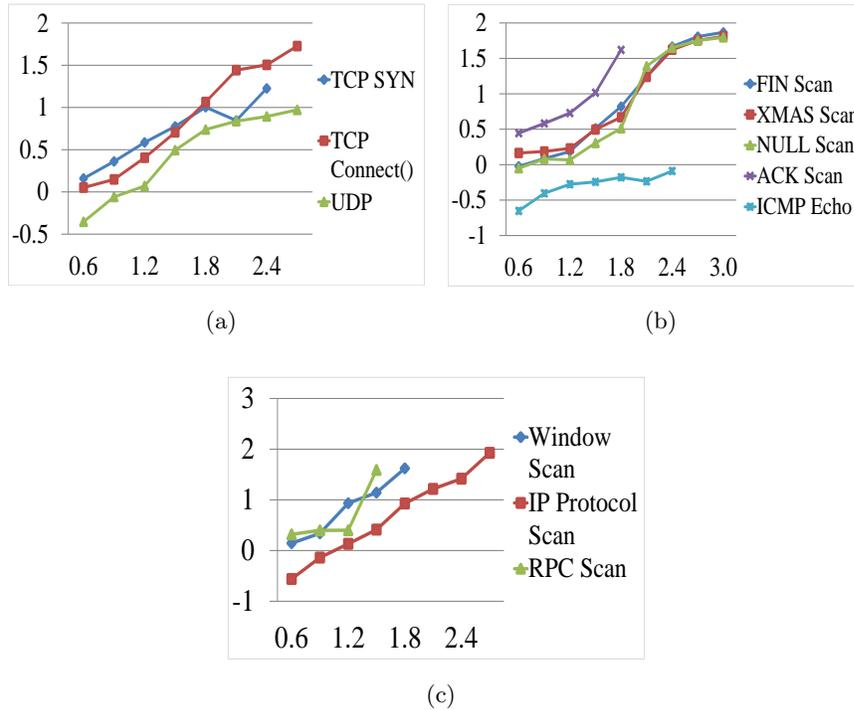 2
1.5
1
0.5
0
-0.5
0.6 1.2 1.8 2.4
TCP SYN
TCP
Connect()
UDP
(a)
2
1.5
1
0.5
0
-0.5
-1
0.6 1.2 1.8 2.4 3.0
FIN Scan
XMAS Scan
NULL Scan
ACK Scan
ICMP Echo
(b)
3
2
1
0
-1
0.6 1.2 1.8 2.4
Window
Scan
IP Protocol
Scan
RPC Scan
(c)